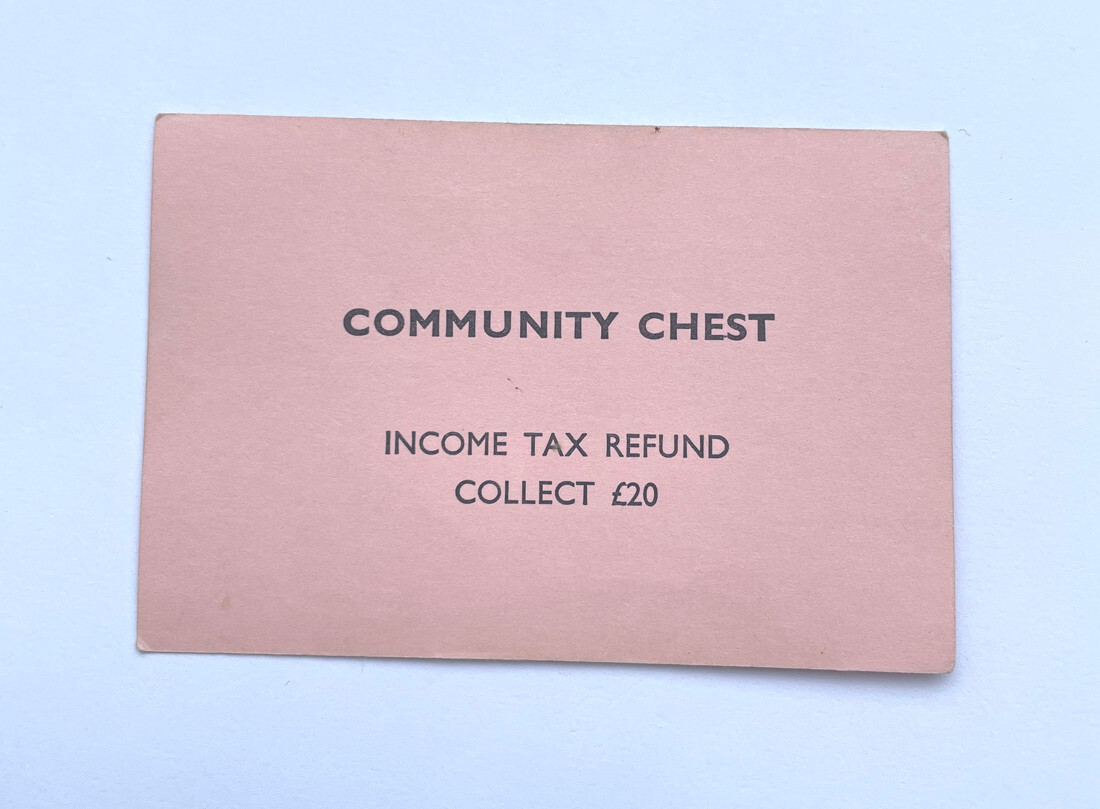 COMMUNITY CHEST
INCOME TAX REFUND
COLLECT £20